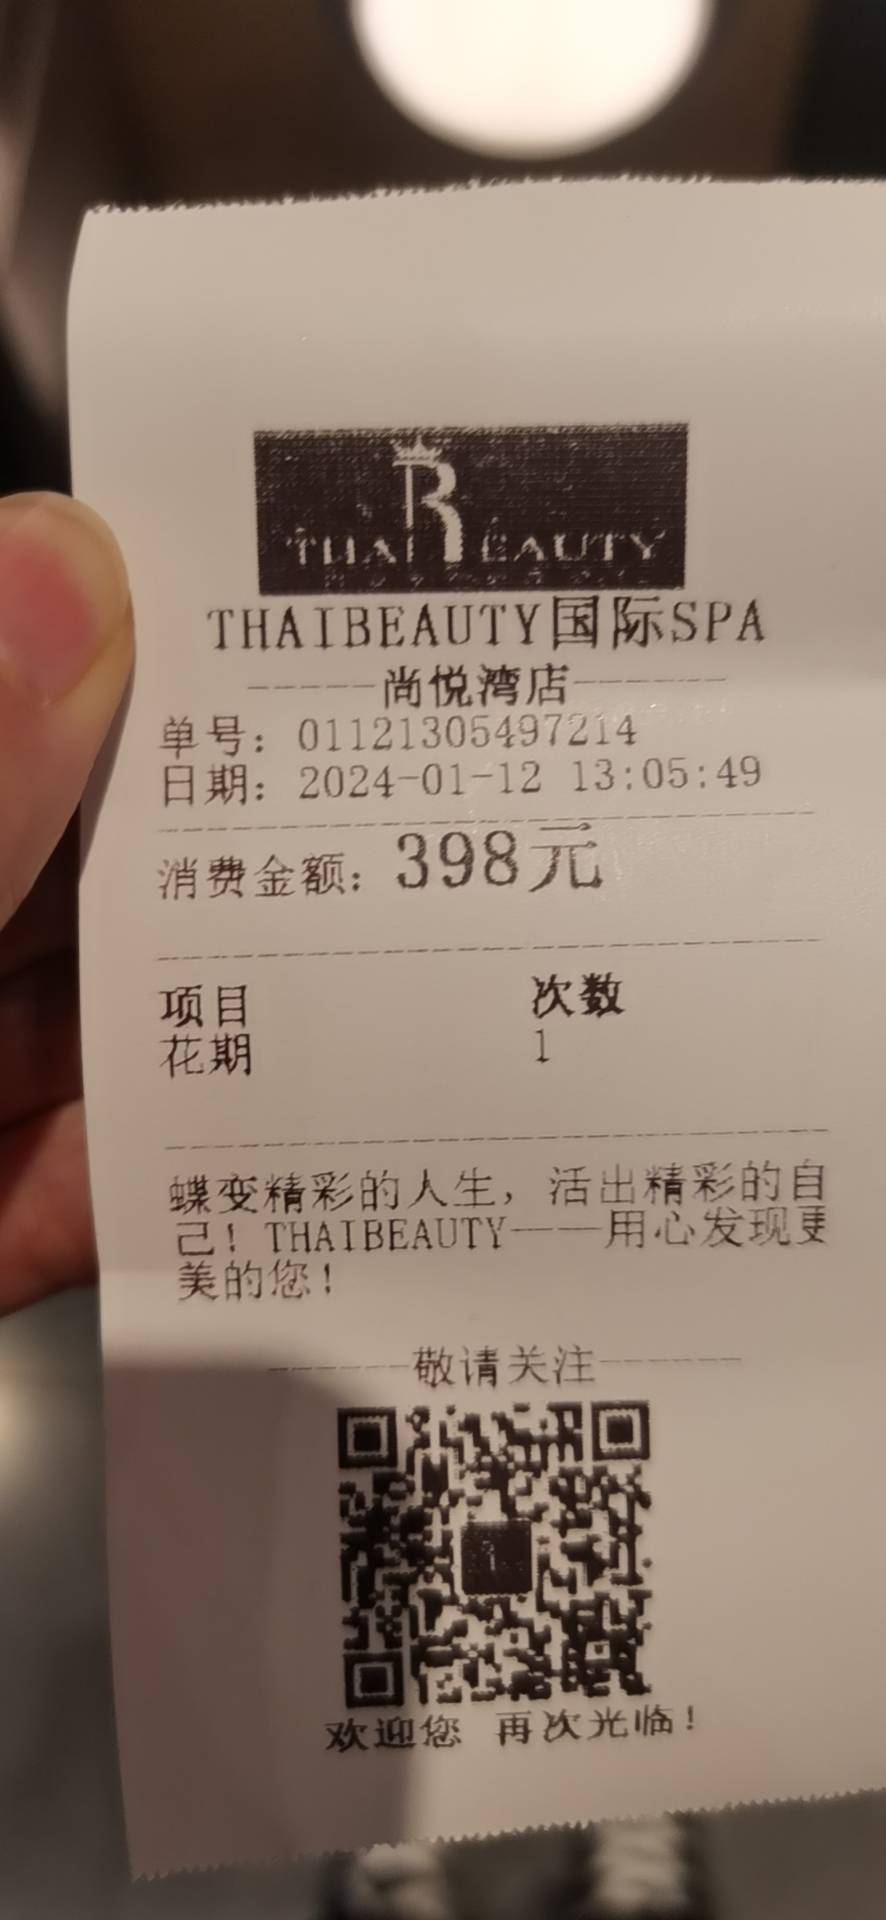 THAI BEAUTY
THAIBEAUTY国际SPA
------尚悦湾店------
单号：01121305497214
日期：2024-01-12 13:05:49
消费金额：398元
项目 次数
花期 1
蝶变精彩的人生，活出精彩的自
己！THAIBEAUTY——用心发现更
美的您！
------敬请关注------
欢迎您 再次光临！